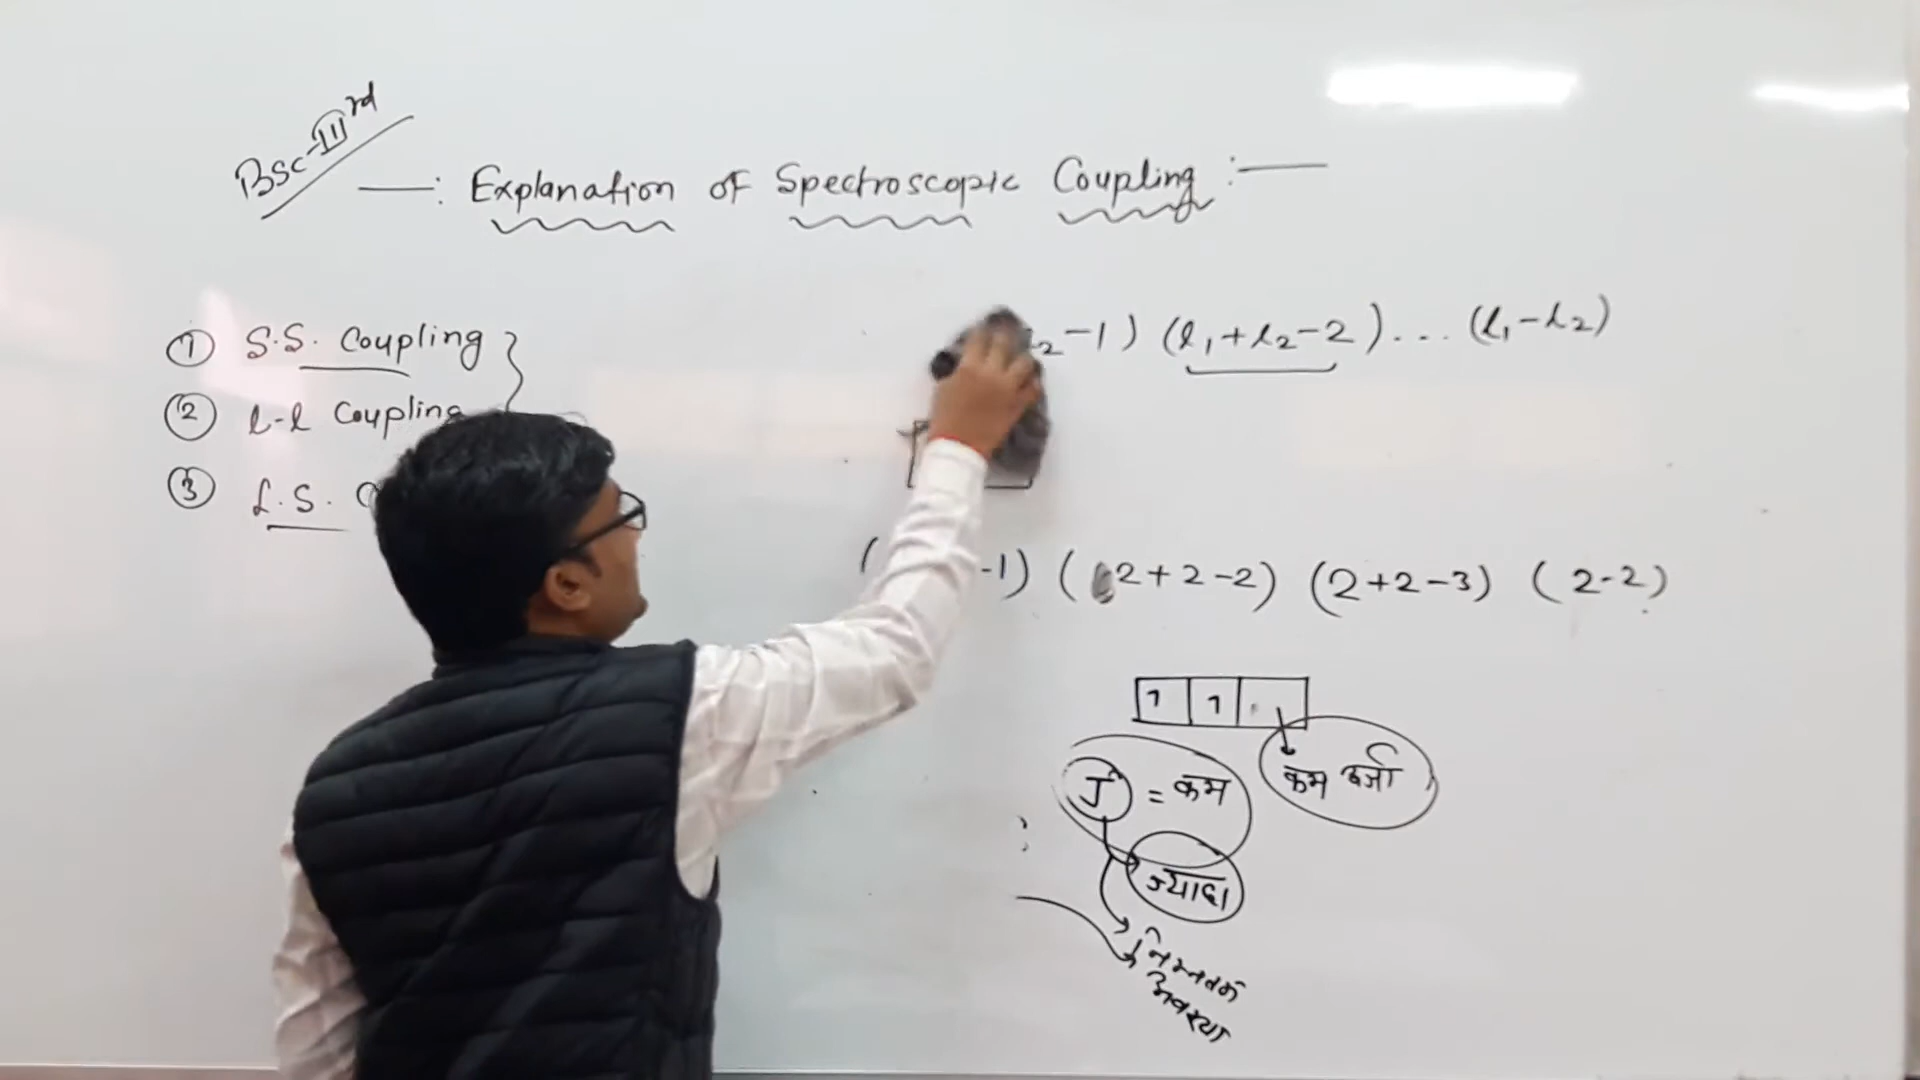 BSc-IIIrd
—: Explanation of Spectroscopic Coupling :—
① S.S. Coupling
② l-l Coupling
③ L.S.
2-1) (l1+l2-2)... (l1-l2)
-1) (2+2-2) (2+2-3) (2-2)
1 1
कम ऊर्जा
J = कम
ज्यादा
निम्नतम
अवस्था